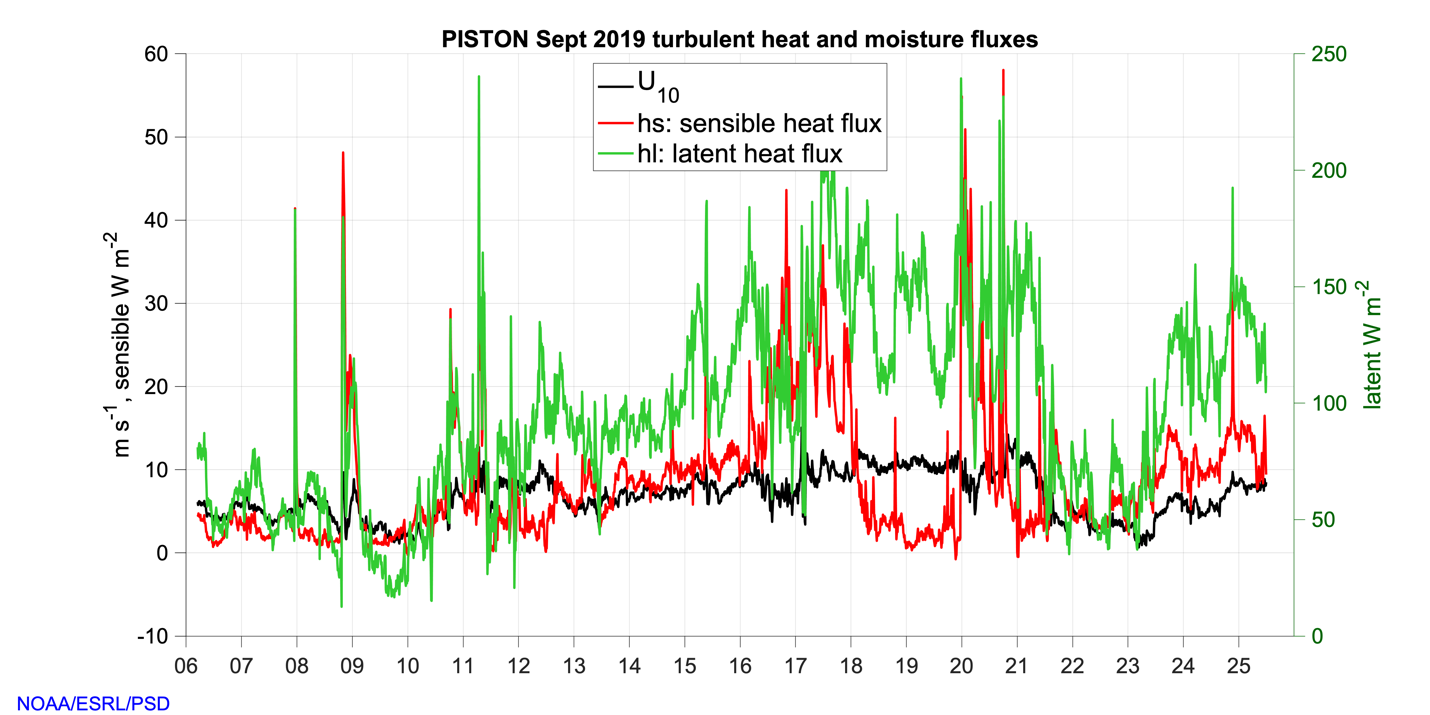 PISTON Sept 2019 turbulent heat and moisture fluxes
U10
hs: sensible heat flux
hl: latent heat flux
m s-1, sensible W m-2
60
50
40
30
20
10
0
-10
latent W m-2
250
200
150
100
50
0
06 07 08 09 10 11 12 13 14 15 16 17 18 19 20 21 22 23 24 25
NOAA/ESRL/PSD